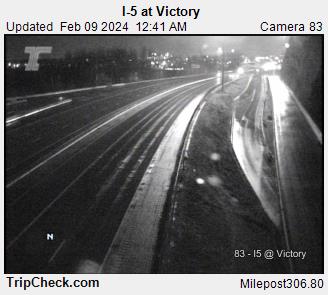 I-5 at Victory
Updated Feb 09 2024 12:41 AM Camera 83
T
N
83 - I5 @ Victory
TripCheck.com Milepost306.80